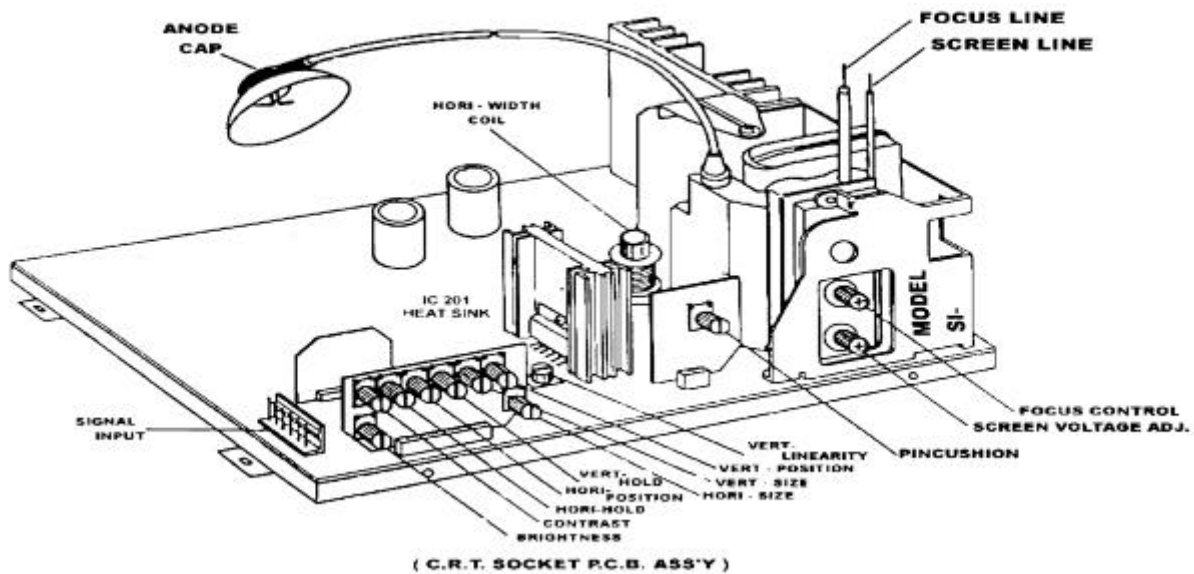 FOCUS LINE
ANODE
CAP
SCREEN LINE
HORI - WIDTH
COIL
IC 201
HEAT SINK
MODEL
SI-
SIGNAL
INPUT
FOCUS CONTROL
SCREEN VOLTAGE ADJ.
PINCUSHION
VERT-
LINEARITY
VERT - POSITION
VERT - SIZE
HORI - SIZE
VERT-
HOLD
HORI-
POSITION
HORI-HOLD
CONTRAST
BRIGHTNESS
( C.R.T. SOCKET P.C.B. ASS'Y )